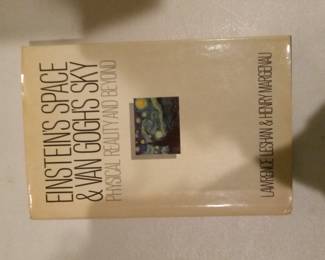 EINSTEIN'S SPACE
& VAN GOGH'S SKY
PHYSICAL REALITY AND BEYOND
LAWRENCE LESHAN & HENRY MARGENAU